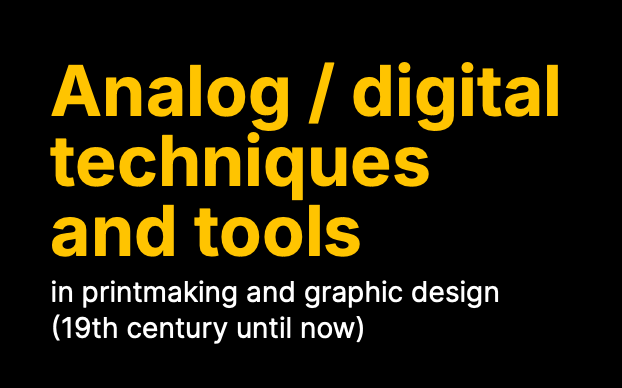 Analog / digital
techniques
and tools
in printmaking and graphic design
(19th century until now)